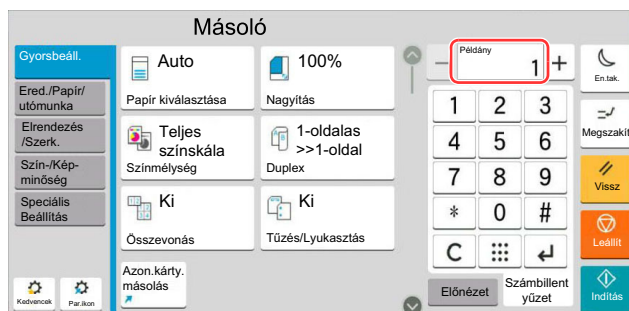 Másoló
Gyorsbeáll.
Ered./Papír/
utómunka
Elrendezés
/Szerk.
Szín-/Kép-
minőség
Speciális
Beállítás
Kedvencek
Par.ikon
Auto
Papír kiválasztása
100%
Nagyítás
Teljes
színskála
Színmélység
1-oldalas
>>1-oldal
Duplex
Ki
Összevonás
Ki
Tűzés/Lyukasztás
Azon.kárty.
másolás
Példány
− 1 +
1 2 3
4 5 6
7 8 9
* 0 #
C
Előnézet
Számbillent
yűzet
En.tak.
Megszakít
Vissz
Leállít
Indítás